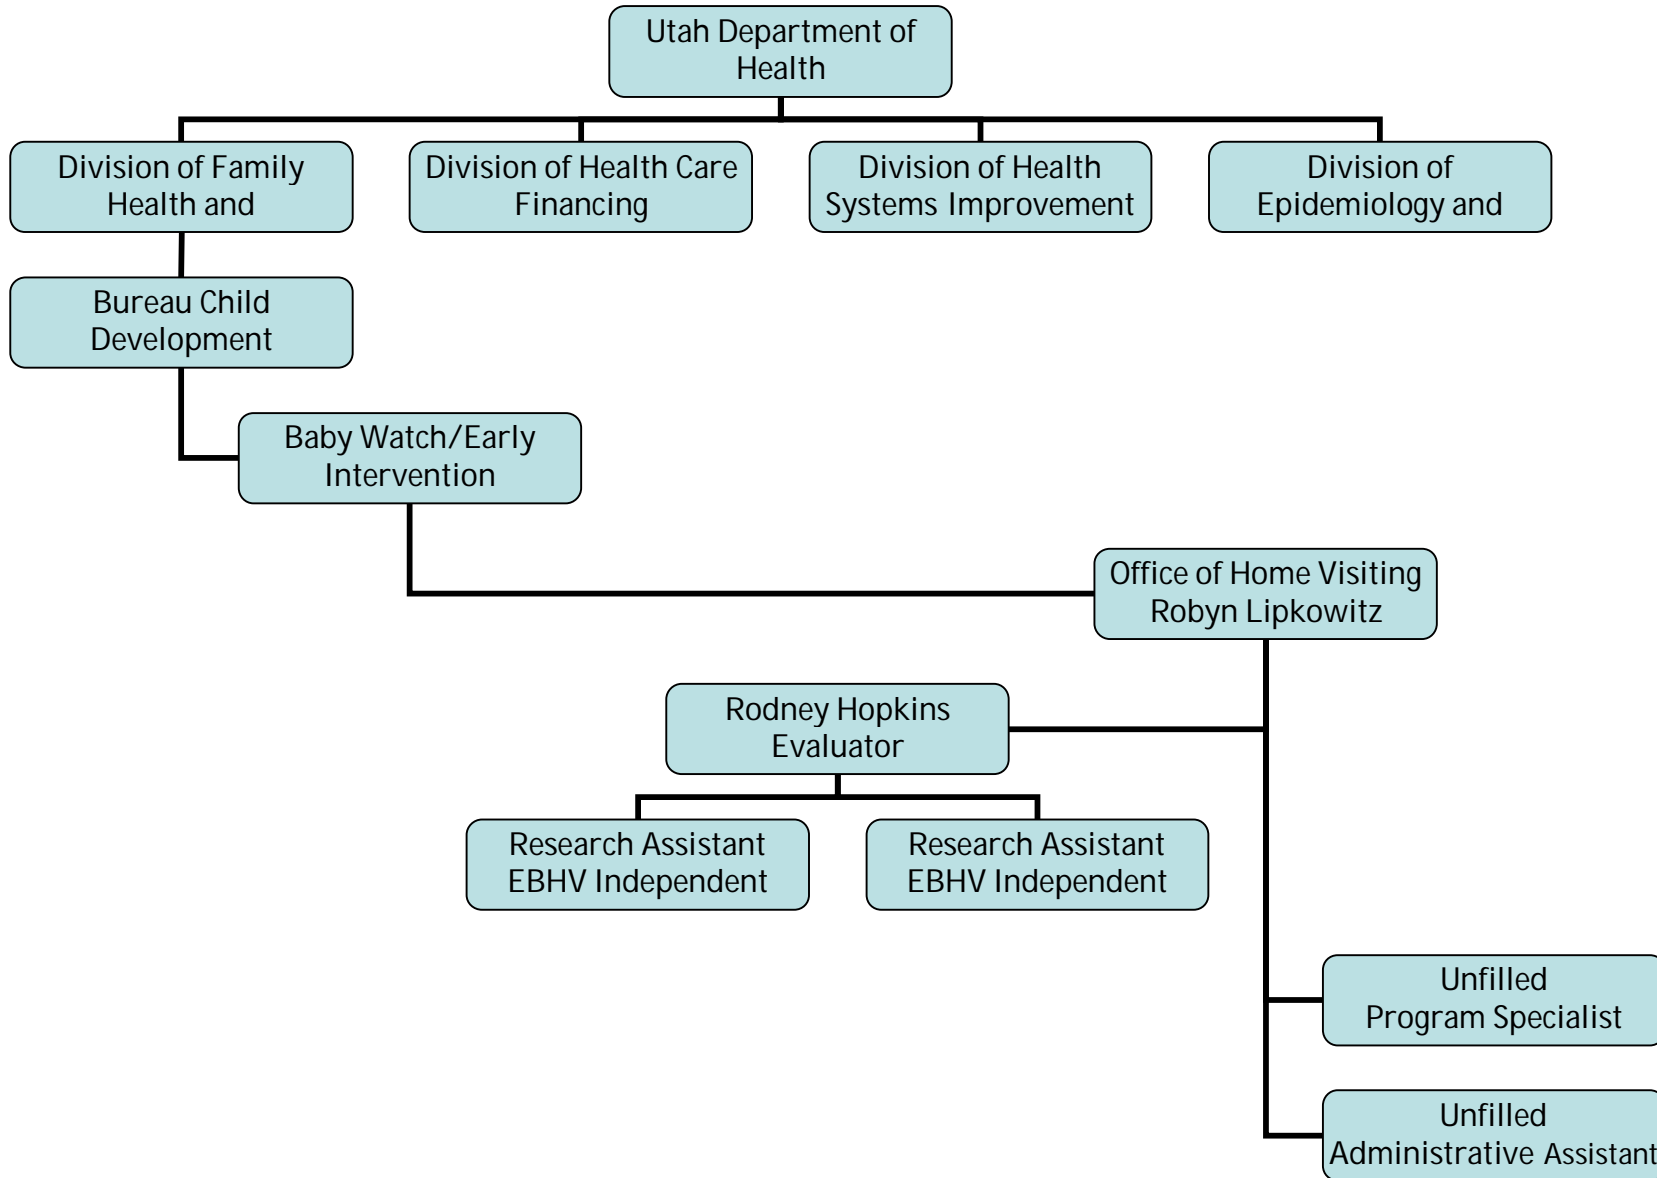 Utah Department of
Health
Division of Family
Health and
Division of Health Care
Financing
Division of Health
Systems Improvement
Division of
Epidemiology and
Bureau Child
Development
Baby Watch/Early
Intervention
Office of Home Visiting
Robyn Lipkowitz
Rodney Hopkins
Evaluator
Research Assistant
EBHV Independent
Research Assistant
EBHV Independent
Unfilled
Program Specialist
Unfilled
Administrative Assistant